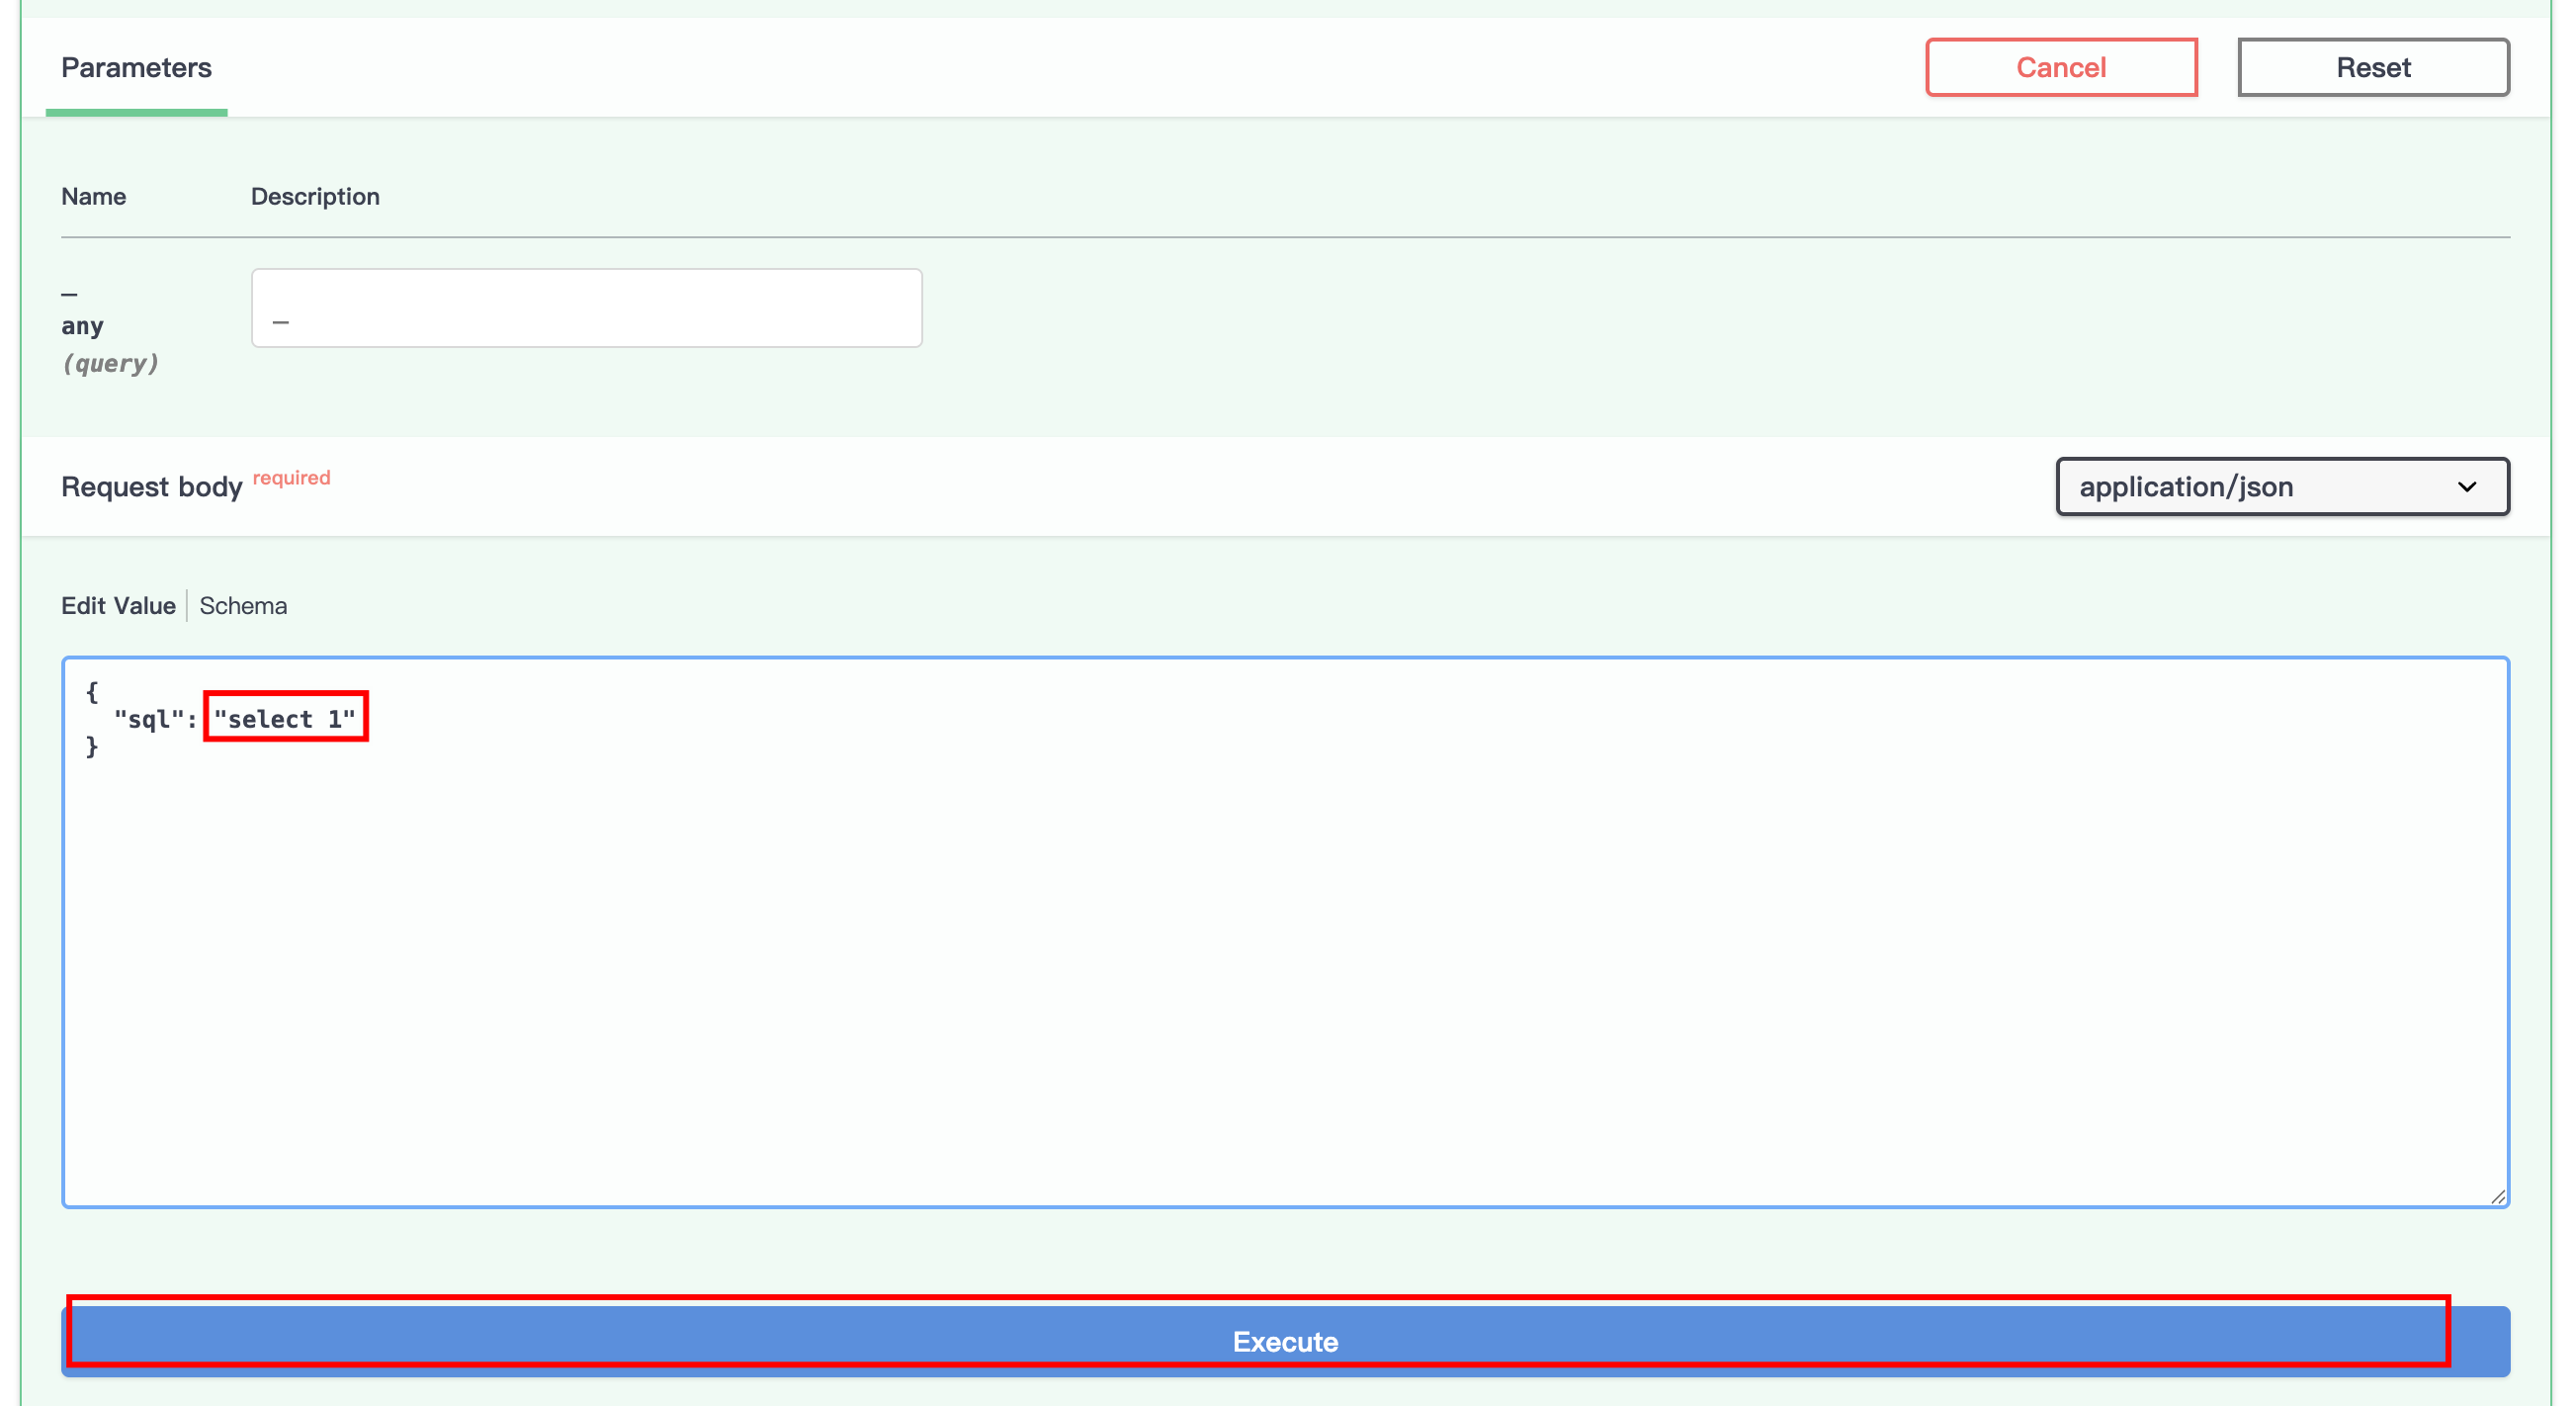 Parameters
Cancel
Reset
Name
Description
_
any
(query)
_
Request body required
application/json
Edit Value
Schema
{
"sql": "select 1"
}
Execute